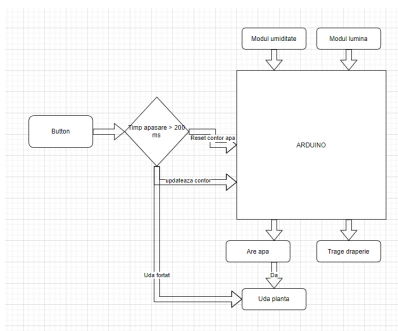 Modul umiditate
Modul lumina
Button
Timp apasare > 200
ms
Reset contor apa
ARDUINO
updateaza contor
Are apa
Trage draperie
Uda fortat
Da
Uda planta